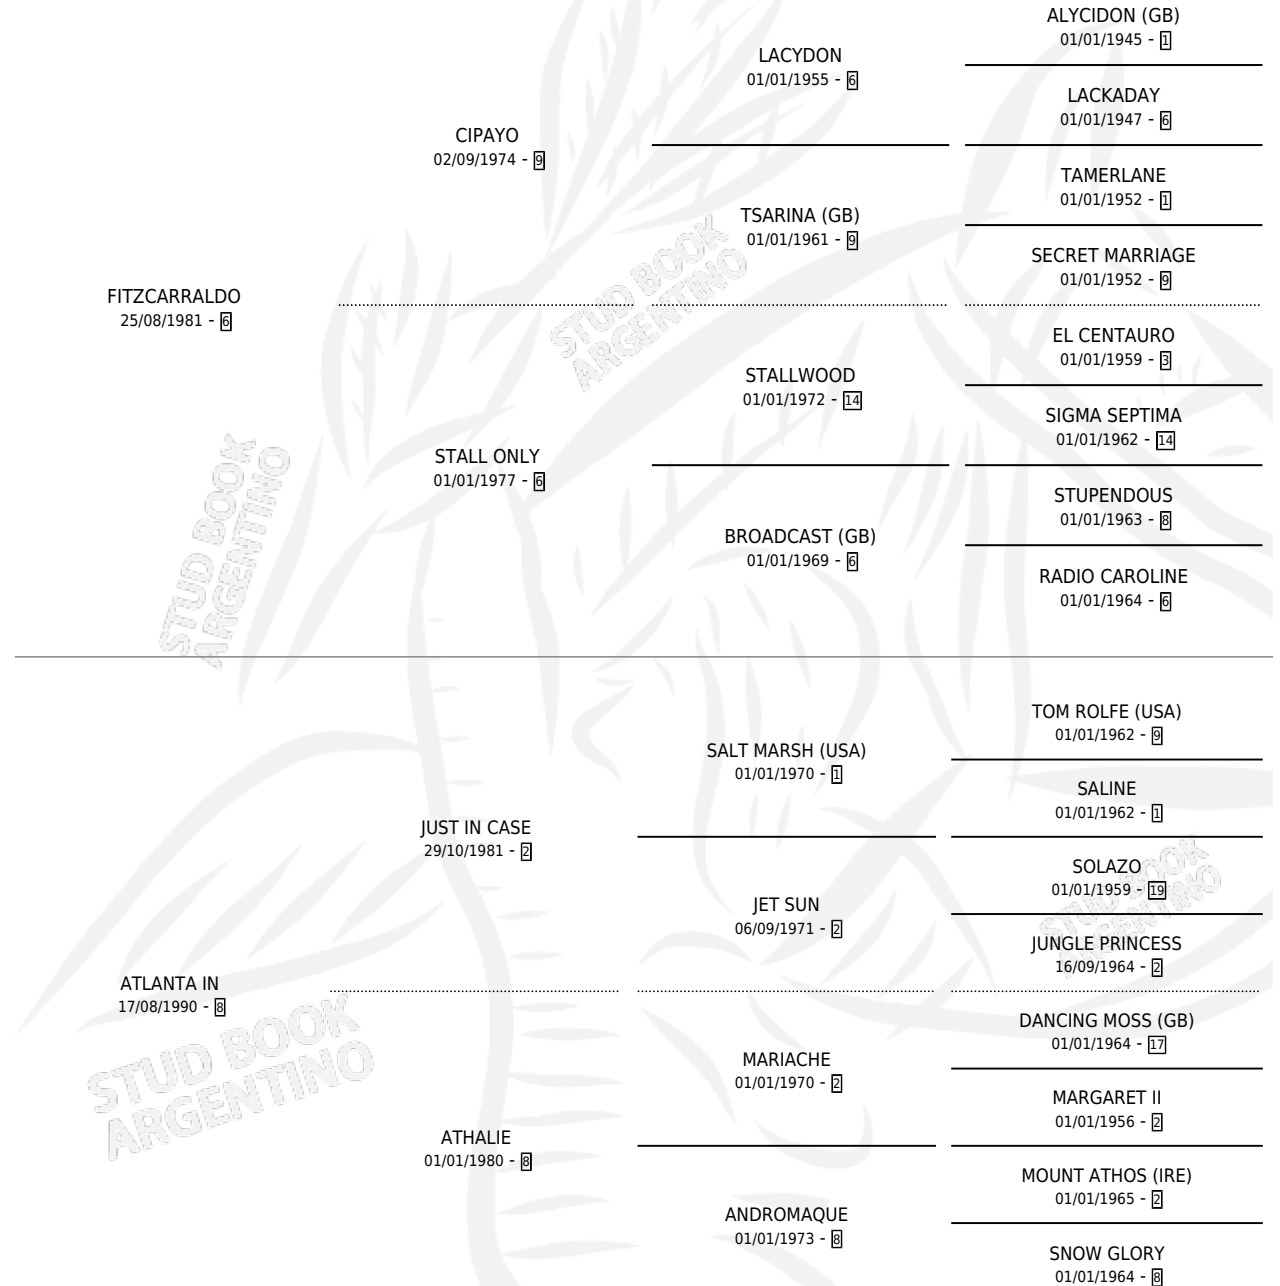 ALYCIDON (GB)
01/01/1945 - 1
LACYDON
01/01/1955 - 6
LACKADAY
01/01/1947 - 6
CIPAYO
02/09/1974 - 9
TAMERLANE
01/01/1952 - 1
TSARINA (GB)
01/01/1961 - 9
SECRET MARRIAGE
01/01/1952 - 9
FITZCARRALDO
25/08/1981 - 6
STUD BOOK
ARGENTINO
EL CENTAURO
01/01/1959 - 3
STALLWOOD
01/01/1972 - 14
SIGMA SEPTIMA
01/01/1962 - 14
STALL ONLY
01/01/1977 - 6
STUPENDOUS
01/01/1963 - 8
BROADCAST (GB)
01/01/1969 - 6
RADIO CAROLINE
01/01/1964 - 6
STUD BOOK
ARGENTINO
TOM ROLFE (USA)
01/01/1962 - 9
SALT MARSH (USA)
01/01/1970 - 1
SALINE
01/01/1962 - 1
JUST IN CASE
29/10/1981 - 2
SOLAZO
01/01/1959 - 19
JET SUN
06/09/1971 - 2
STUD BOOK
ARGENTINO
JUNGLE PRINCESS
16/09/1964 - 2
ATLANTA IN
17/08/1990 - 8
DANCING MOSS (GB)
01/01/1964 - 17
MARIACHE
01/01/1970 - 2
MARGARET II
01/01/1956 - 2
STUD BOOK
ARGENTINO
ATHALIE
01/01/1980 - 8
MOUNT ATHOS (IRE)
01/01/1965 - 2
ANDROMAQUE
01/01/1973 - 8
SNOW GLORY
01/01/1964 - 8